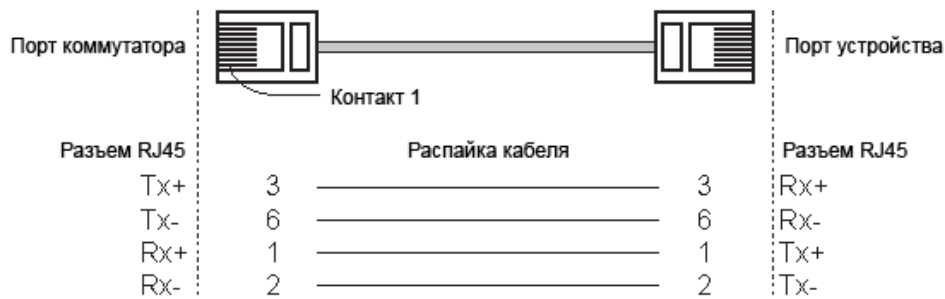 Порт коммутатора
Порт устройства
Контакт 1
Разъем RJ45 Распайка кабеля Разъем RJ45
Tx+ 3 3 Rx+
Tx- 6 6 Rx-
Rx+ 1 1 Tx+
Rx- 2 2 Tx-